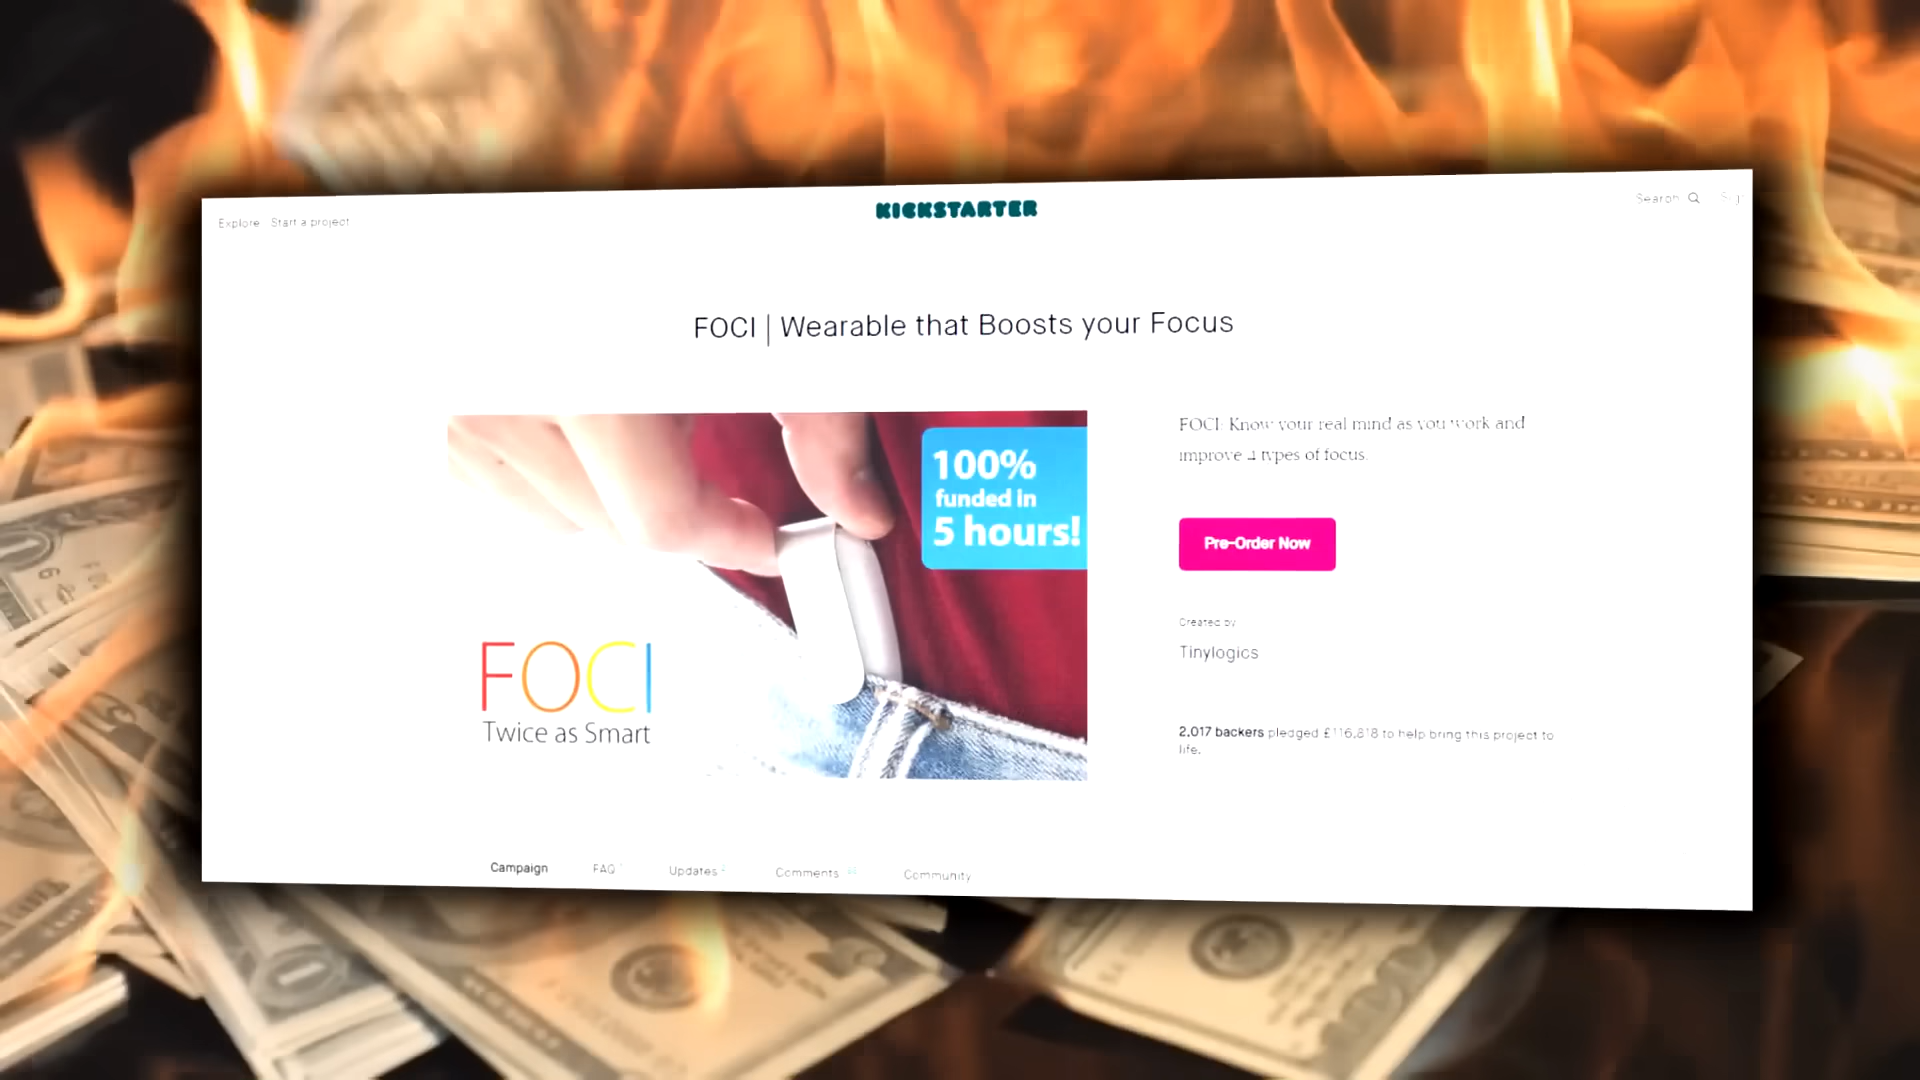 Explore Start a project
KICKSTARTER
Search
FOCI | Wearable that Boosts your Focus
100%
funded in
5 hours!
FOCI
Twice as Smart
FOCI: Know your real mind as you work and
improve 4 types of focus.
Pre-Order Now
Created by
Tinylogics
2,017 backers pledged £116,818 to help bring this project to
life.
Campaign FAQ Updates Comments Community